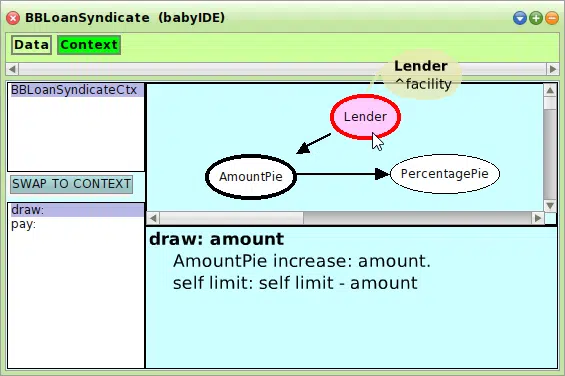 BBLoanSyndicate (babyIDE)
Data Context
Lender
^facility
BBLoanSyndicateCtx
Lender
AmountPie
PercentagePie
SWAP TO CONTEXT
draw:
pay:
draw: amount
AmountPie increase: amount.
self limit: self limit - amount